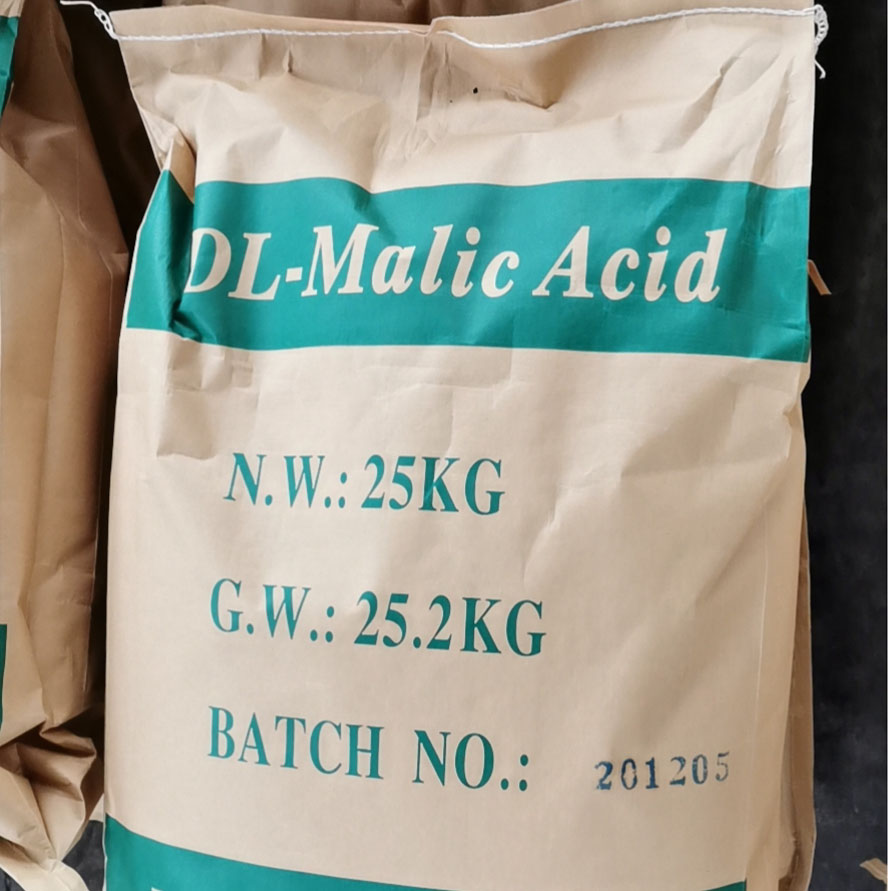 DL-Malic Acid
N.W.: 25KG
G.W.: 25.2KG
BATCH NO.: 201205